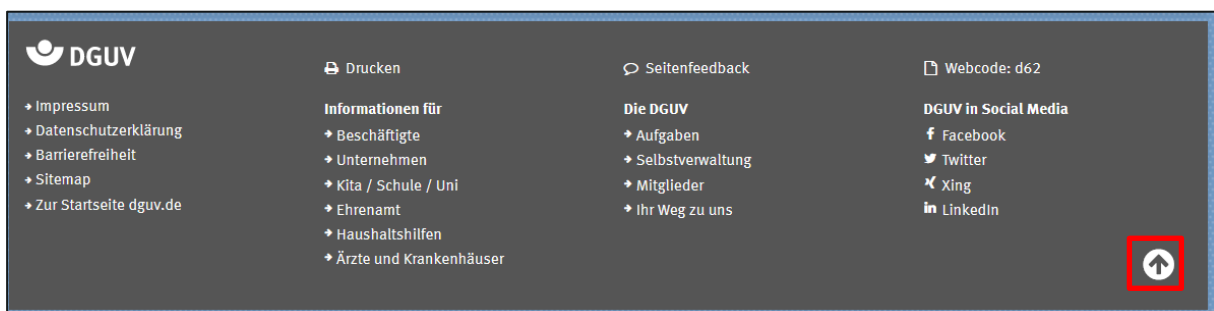 DGUV
Impressum
Datenschutzerklärung
Barrierefreiheit
Sitemap
Zur Startseite dguv.de
Drucken
Informationen für
Beschäftigte
Unternehmen
Kita / Schule / Uni
Ehrenamt
Haushaltshilfen
Ärzte und Krankenhäuser
Seitenfeedback
Die DGUV
Aufgaben
Selbstverwaltung
Mitglieder
Ihr Weg zu uns
Webcode: d62
DGUV in Social Media
Facebook
Twitter
Xing
LinkedIn